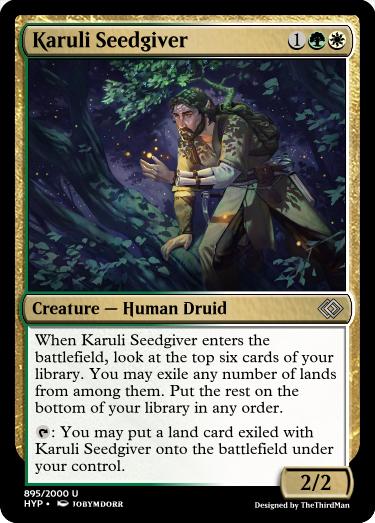 Karuli Seedgiver 1
Creature — Human Druid
When Karuli Seedgiver enters the
battlefield, look at the top six cards of your
library. You may exile any number of lands
from among them. Put the rest on the
bottom of your library in any order.
: You may put a land card exiled with
Karuli Seedgiver onto the battlefield under
your control.
2/2
895/2000 U
HYP • JOBYMDORR
Designed by TheThirdMan